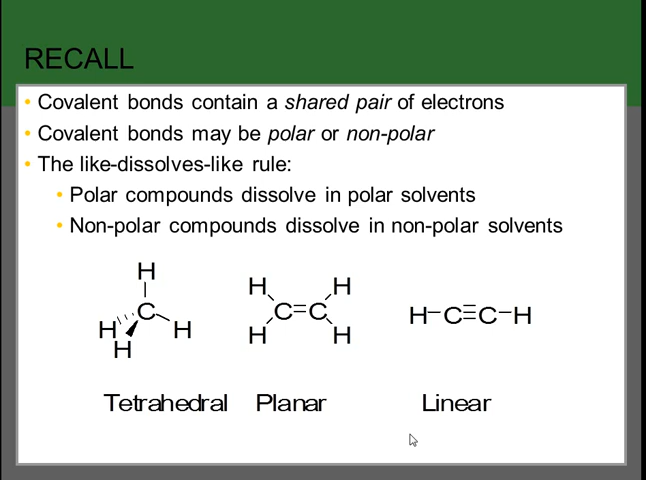 RECALL
• Covalent bonds contain a shared pair of electrons
• Covalent bonds may be polar or non-polar
• The like-dissolves-like rule:
• Polar compounds dissolve in polar solvents
• Non-polar compounds dissolve in non-polar solvents
H
H C H
H
H H
C=C
H H
H-C≡C-H
Tetrahedral Planar Linear